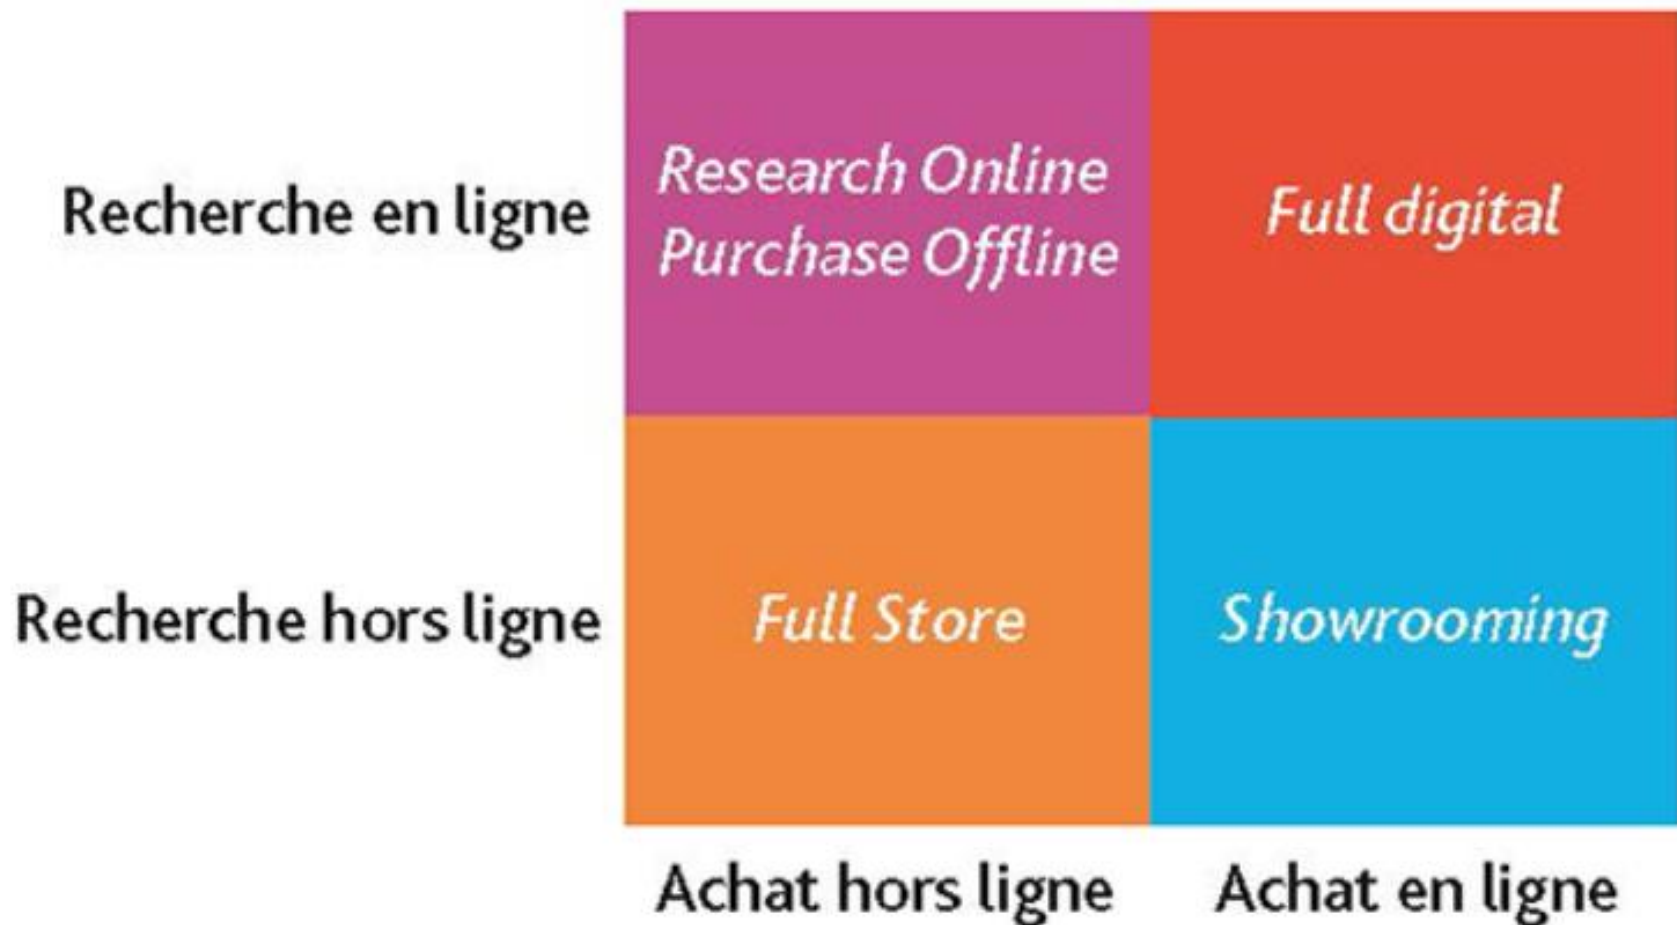 Recherche en ligne
Research Online
Purchase Offline
Full digital
Recherche hors ligne
Full Store
Showrooming
Achat hors ligne
Achat en ligne